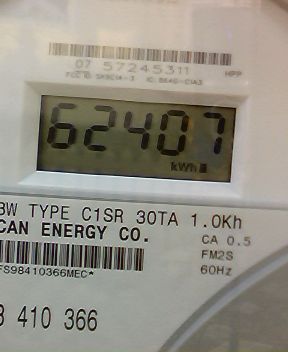 07 57245311 HPP
62407
kWh
3W TYPE C1SR 30TA 1.0Kh
CAN ENERGY CO.
CA 0.5
FM2S
60Hz
FS98410366MEC*
410 366